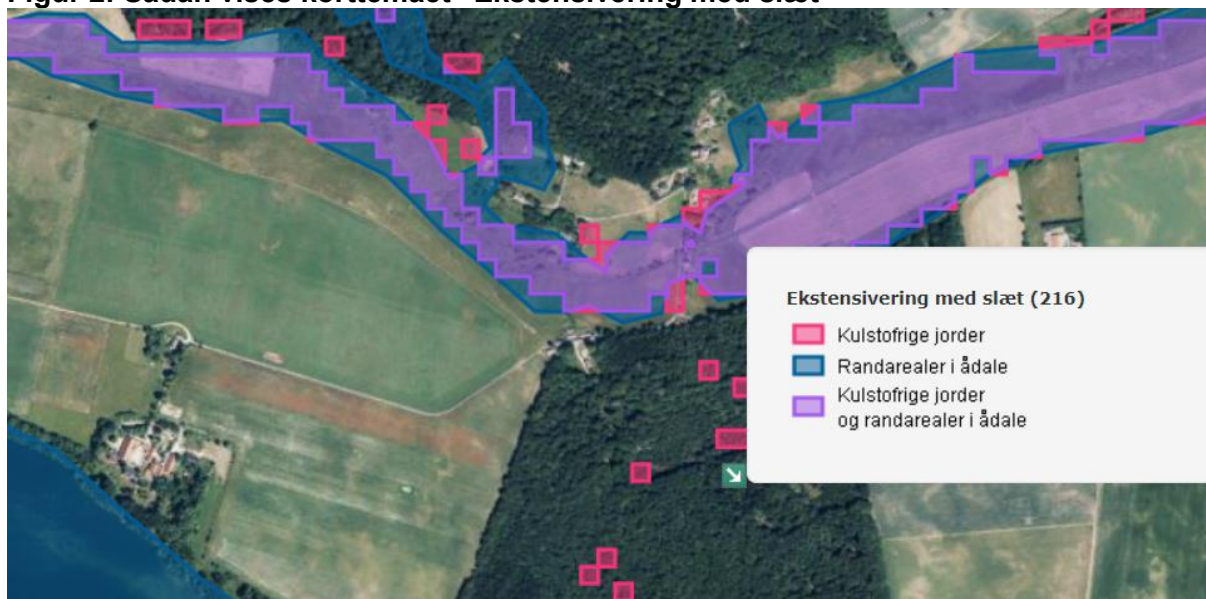 Ekstensivering med slæt (216)
Kulstofrige jorder
Randarealer i ådale
Kulstofrige jorder
og randarealer i ådale